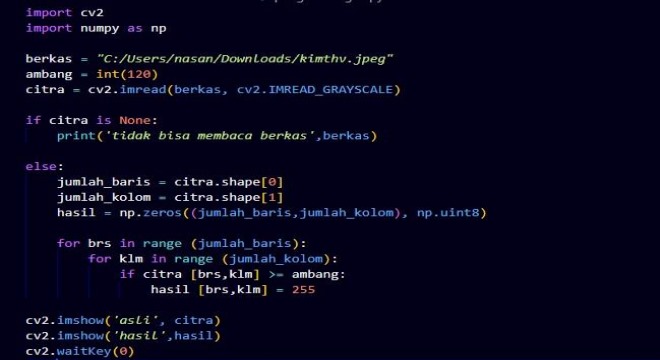 import cv2
import numpy as np
berkas = "C:/Users/nasan/Downloads/kimthv.jpeg"
ambang = int(120)
citra = cv2.imread(berkas, cv2.IMREAD_GRAYSCALE)
if citra is None:
print('tidak bisa membaca berkas',berkas)
else:
jumlah_baris = citra.shape[0]
jumlah_kolom = citra.shape[1]
hasil = np.zeros((jumlah_baris,jumlah_kolom), np.uint8)
for brs in range (jumlah_baris):
for klm in range (jumlah_kolom):
if citra [brs,klm] >= ambang:
hasil [brs,klm] = 255
cv2.imshow('asli', citra)
cv2.imshow('hasil',hasil)
cv2.waitKey(0)